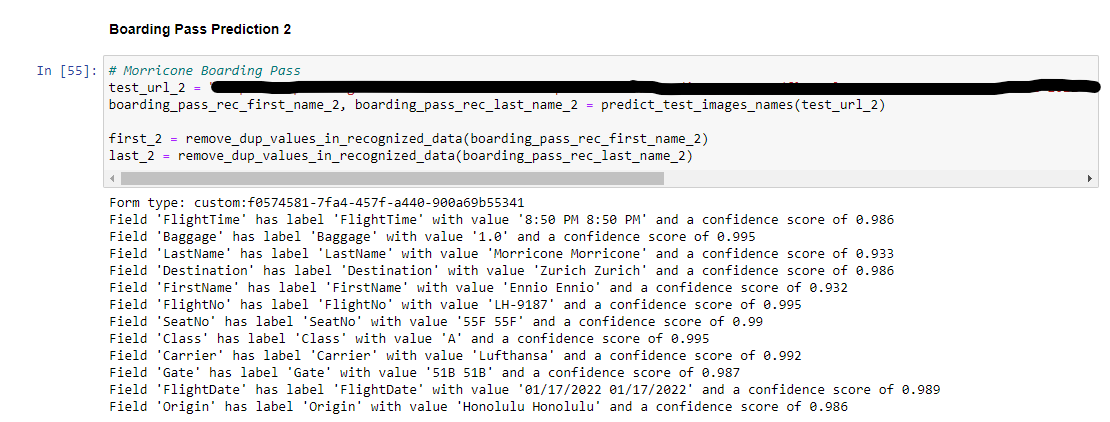 Boarding Pass Prediction 2
In [55]: # Morricone Boarding Pass
test_url_2 =
boarding_pass_rec_first_name_2, boarding_pass_rec_last_name_2 = predict_test_images_names(test_url_2)
first_2 = remove_dup_values_in_recognized_data(boarding_pass_rec_first_name_2)
last_2 = remove_dup_values_in_recognized_data(boarding_pass_rec_last_name_2)
Form type: custom:f0574581-7fa4-457f-a440-900a69b55341
Field 'FlightTime' has label 'FlightTime' with value '8:50 PM 8:50 PM' and a confidence score of 0.986
Field 'Baggage' has label 'Baggage' with value '1.0' and a confidence score of 0.995
Field 'LastName' has label 'LastName' with value 'Morricone Morricone' and a confidence score of 0.933
Field 'Destination' has label 'Destination' with value 'Zurich Zurich' and a confidence score of 0.986
Field 'FirstName' has label 'FirstName' with value 'Ennio Ennio' and a confidence score of 0.932
Field 'FlightNo' has label 'FlightNo' with value 'LH-9187' and a confidence score of 0.995
Field 'SeatNo' has label 'SeatNo' with value '55F 55F' and a confidence score of 0.99
Field 'Class' has label 'Class' with value 'A' and a confidence score of 0.995
Field 'Carrier' has label 'Carrier' with value 'Lufthansa' and a confidence score of 0.992
Field 'Gate' has label 'Gate' with value '51B 51B' and a confidence score of 0.987
Field 'FlightDate' has label 'FlightDate' with value '01/17/2022 01/17/2022' and a confidence score of 0.989
Field 'Origin' has label 'Origin' with value 'Honolulu Honolulu' and a confidence score of 0.986